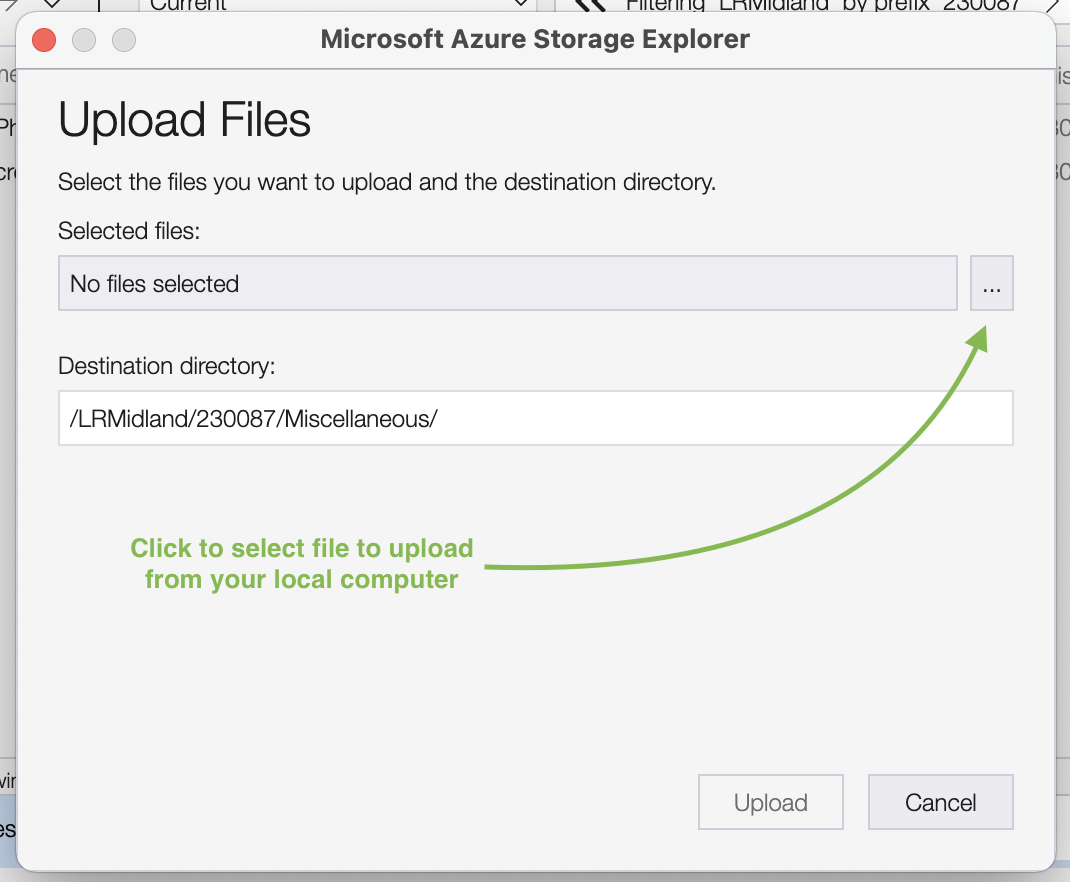 Current
Filtering "LRMidland" by prefix "230087"
Microsoft Azure Storage Explorer
Upload Files
Select the files you want to upload and the destination directory.
Selected files:
No files selected
...
Destination directory:
/LRMidland/230087/Miscellaneous/
Click to select file to upload
from your local computer
Upload
Cancel